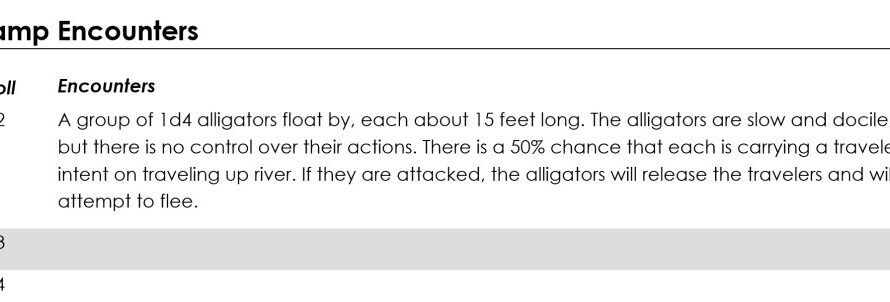 amp Encounters
oll Encounters
2 A group of 1d4 alligators float by, each about 15 feet long. The alligators are slow and docile
but there is no control over their actions. There is a 50% chance that each is carrying a travele
intent on traveling up river. If they are attacked, the alligators will release the travelers and wil
attempt to flee.
3
4